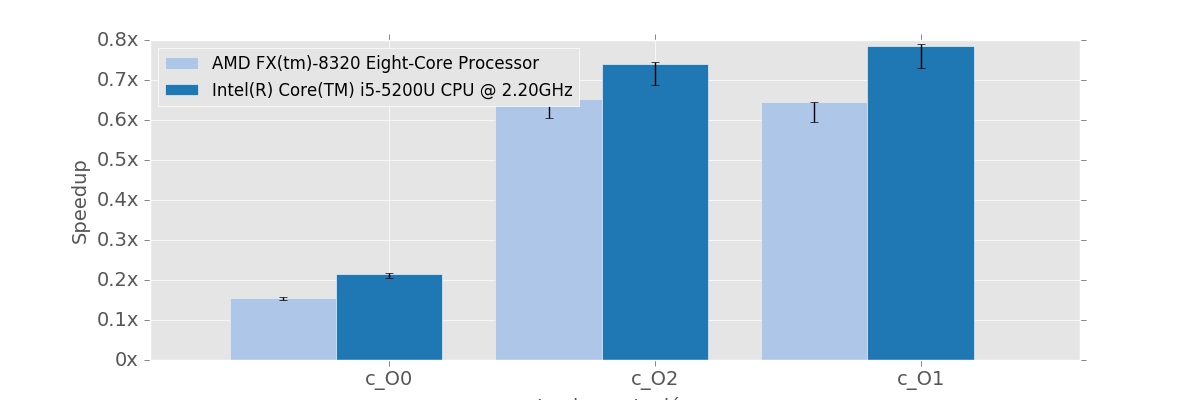 0.8x
0.7x
0.6x
0.5x
0.4x
0.3x
0.2x
0.1x
0x
Speedup
AMD FX(tm)-8320 Eight-Core Processor
Intel(R) Core(TM) i5-5200U CPU @ 2.20GHz
c_O0 c_O2 c_O1